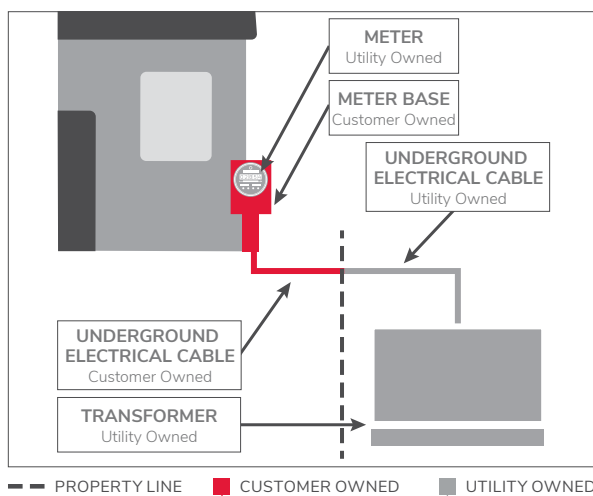 METER
Utility Owned
METER BASE
Customer Owned
UNDERGROUND
ELECTRICAL CABLE
Utility Owned
UNDERGROUND
ELECTRICAL CABLE
Customer Owned
TRANSFORMER
Utility Owned
PROPERTY LINE
CUSTOMER OWNED
UTILITY OWNED